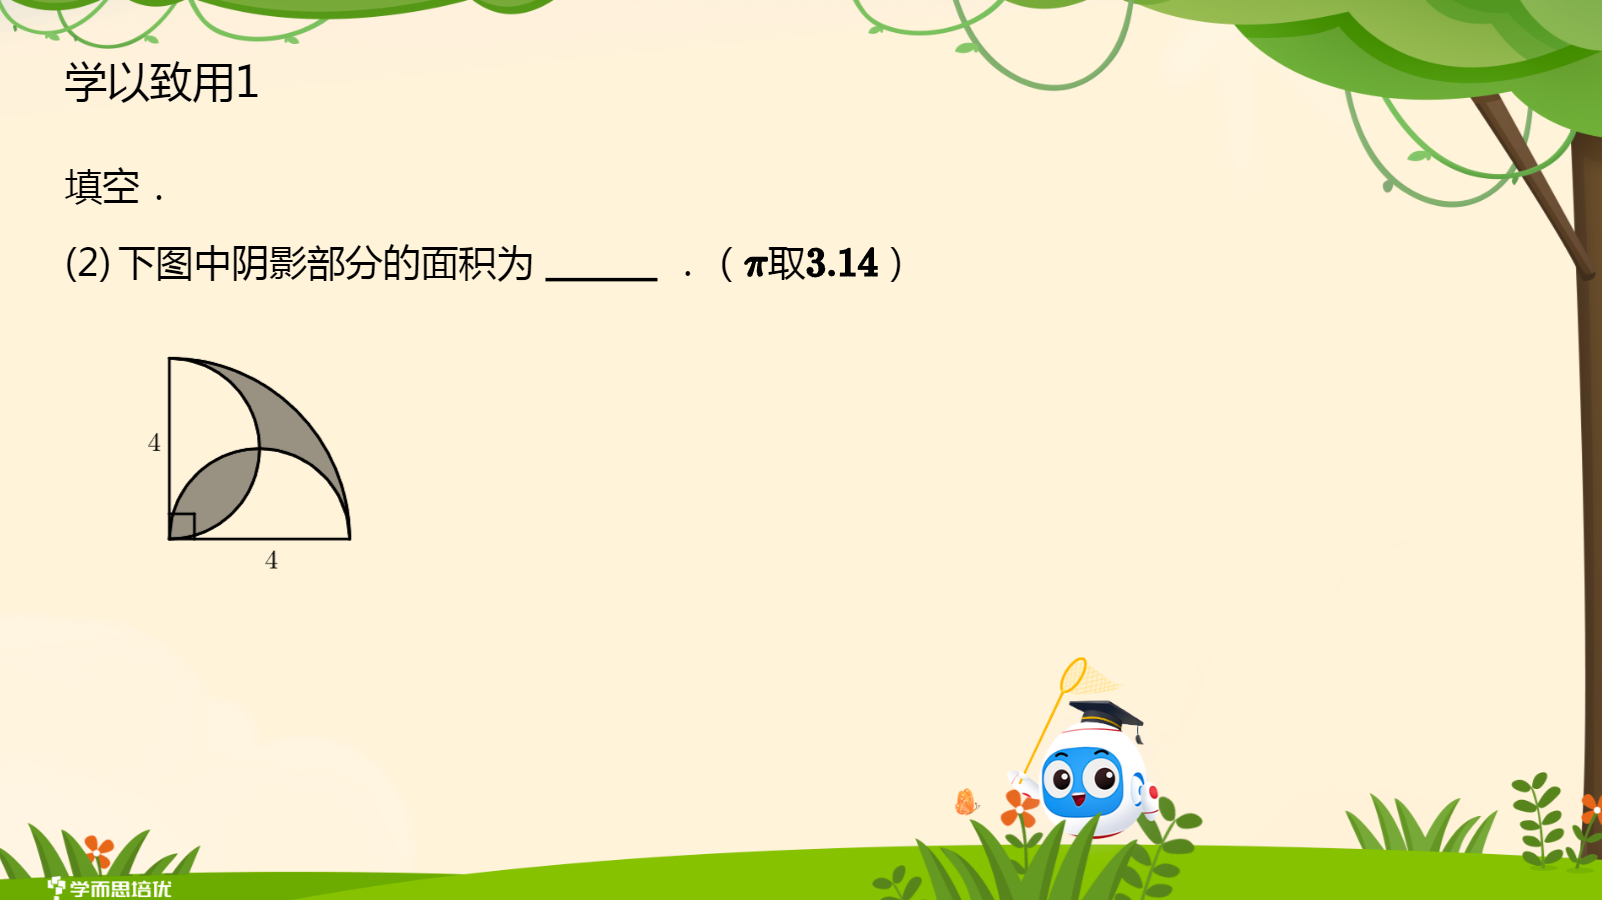 学以致用1
填空．
(2) 下图中阴影部分的面积为 ______ ．（π取3.14）
4
4
学而思培优